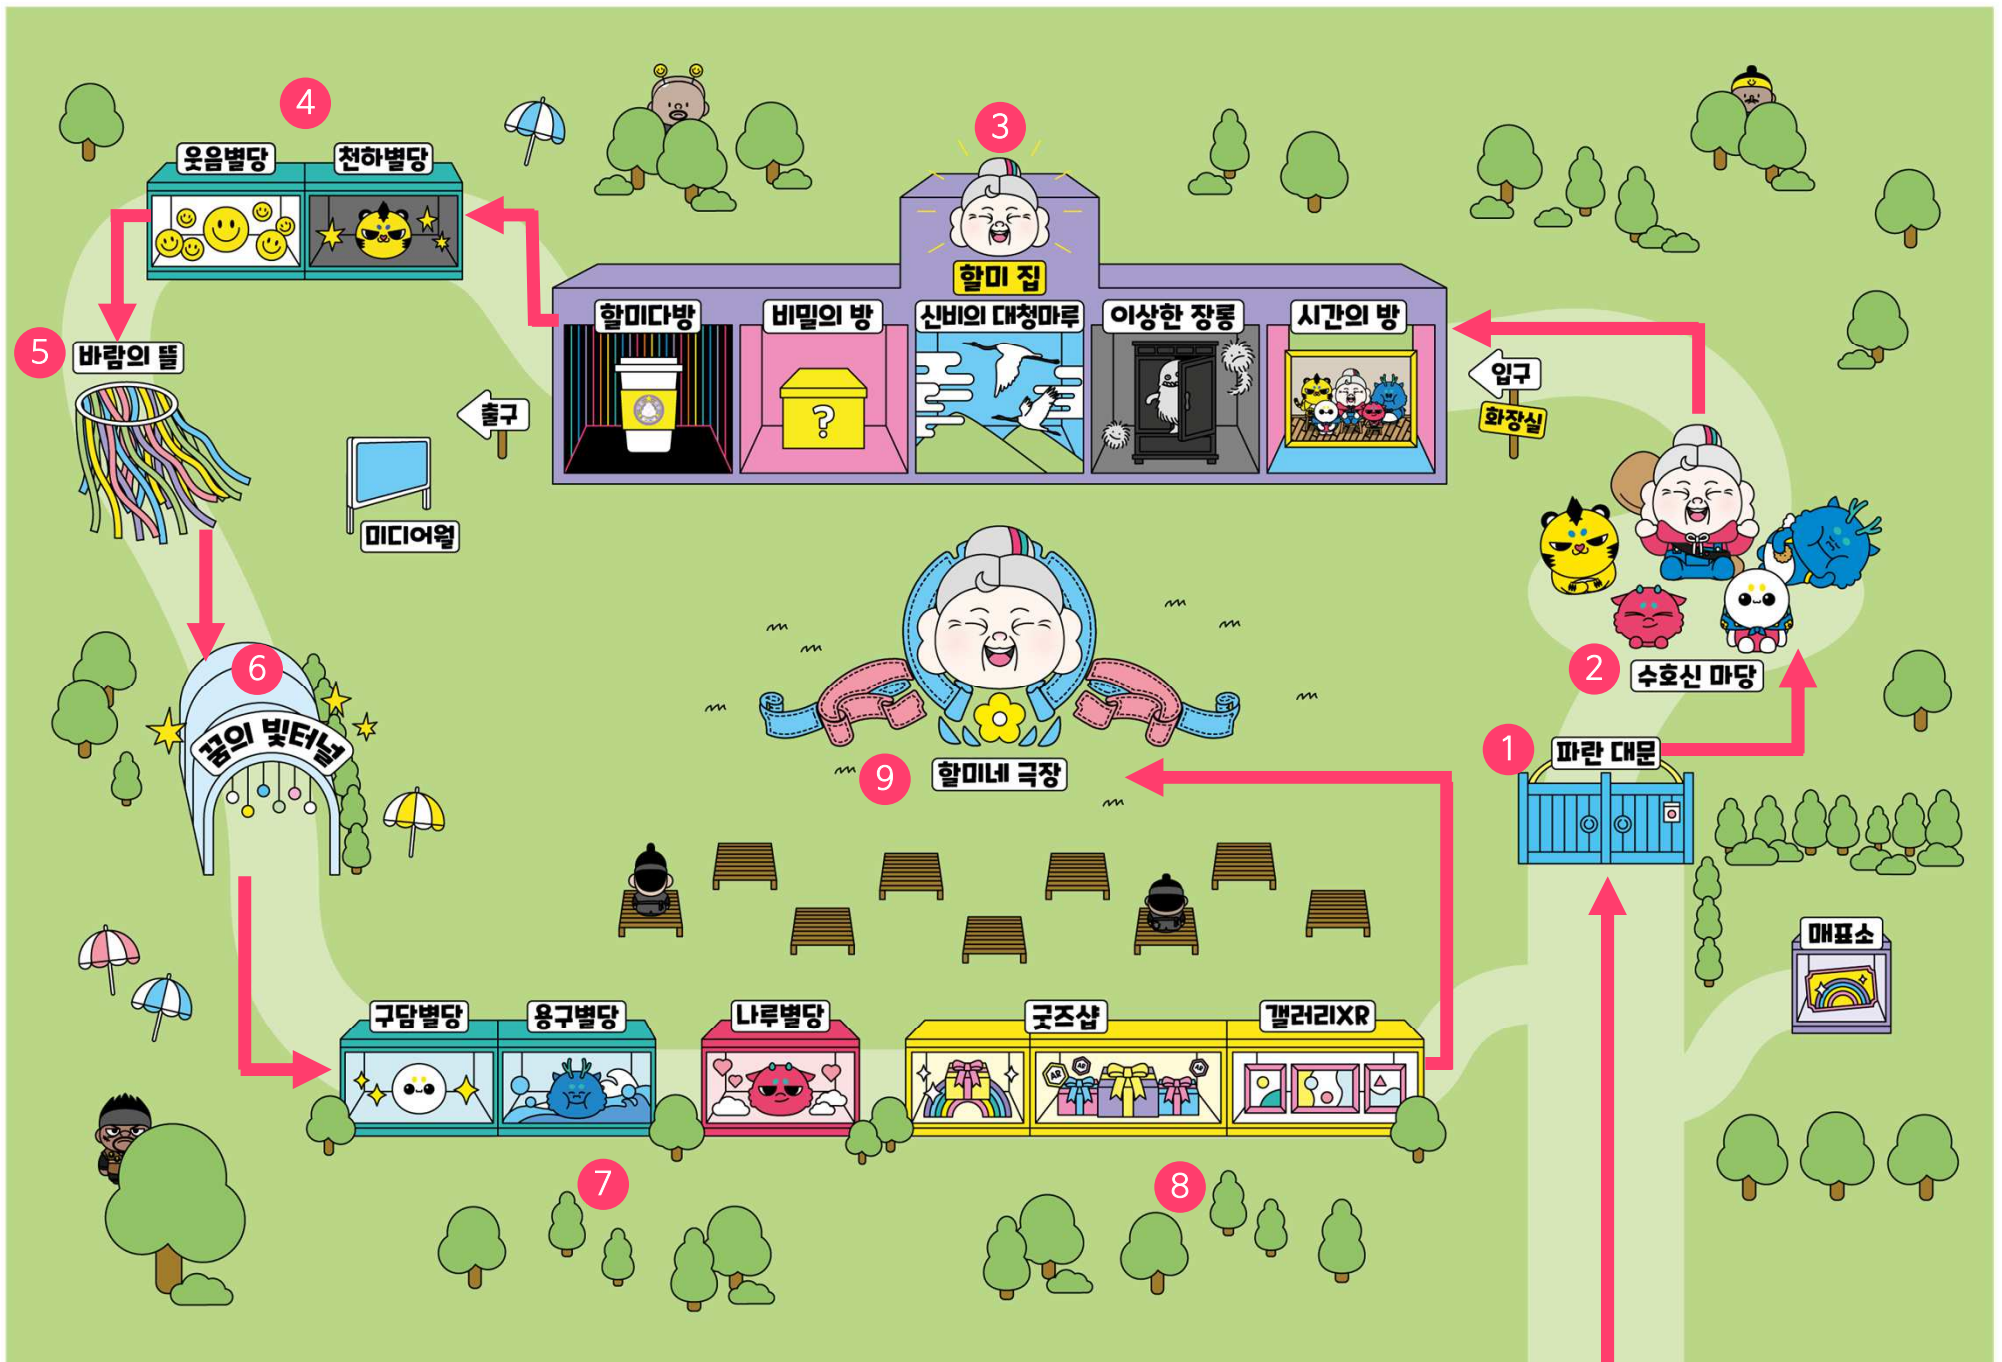 4
3
웃음별당
천하별당
할미 집
할미다방
비밀의 방
신비의 대청마루
이상한 장롱
시간의 방
5
바람의 뜰
입구
화장실
출구
미디어월
2
수호신 마당
6
꿈의 빛터널
1
파란 대문
9
할미네 극장
매표소
구담별당
용구별당
나루별당
굿즈샵
갤러리XR
?
AR
AR
AR
7
8